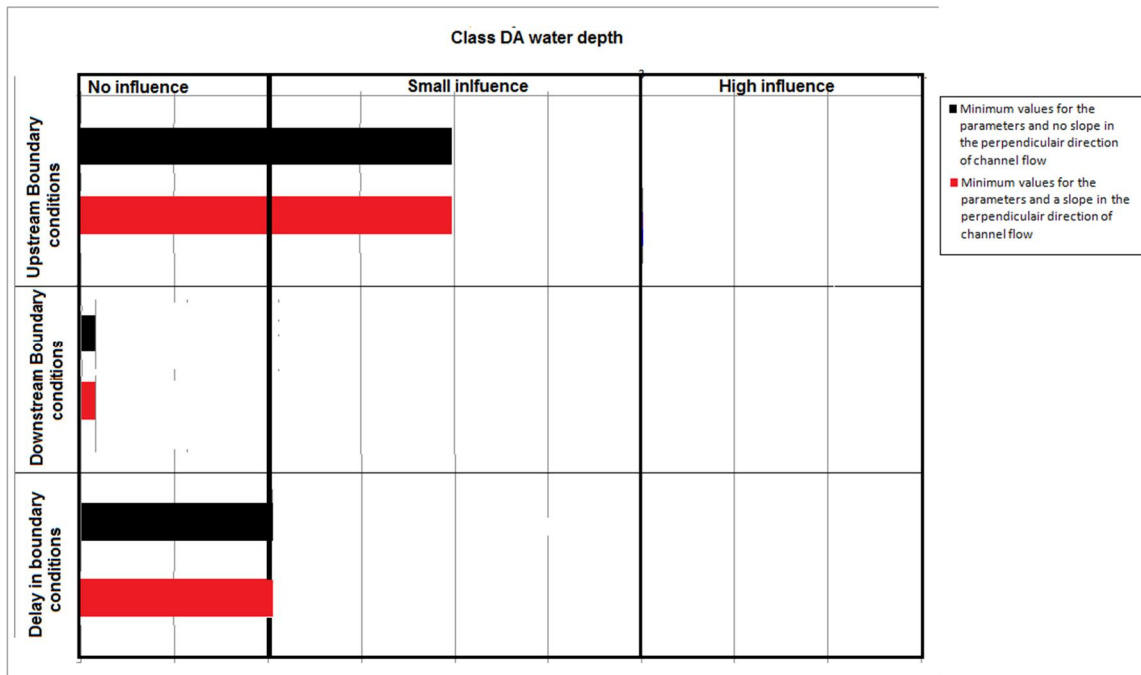 Class DA water depth
No influence
Small inlfuence
High influence
Upstream Boundary
conditions
Downstream Boundary
conditions
Delay in boundary
conditions
Minimum values for the
parameters and no slope in
the perpendiculair direction
of channel flow
Minimum values for the
parameters and a slope in the
perpendiculair direction of
channel flow